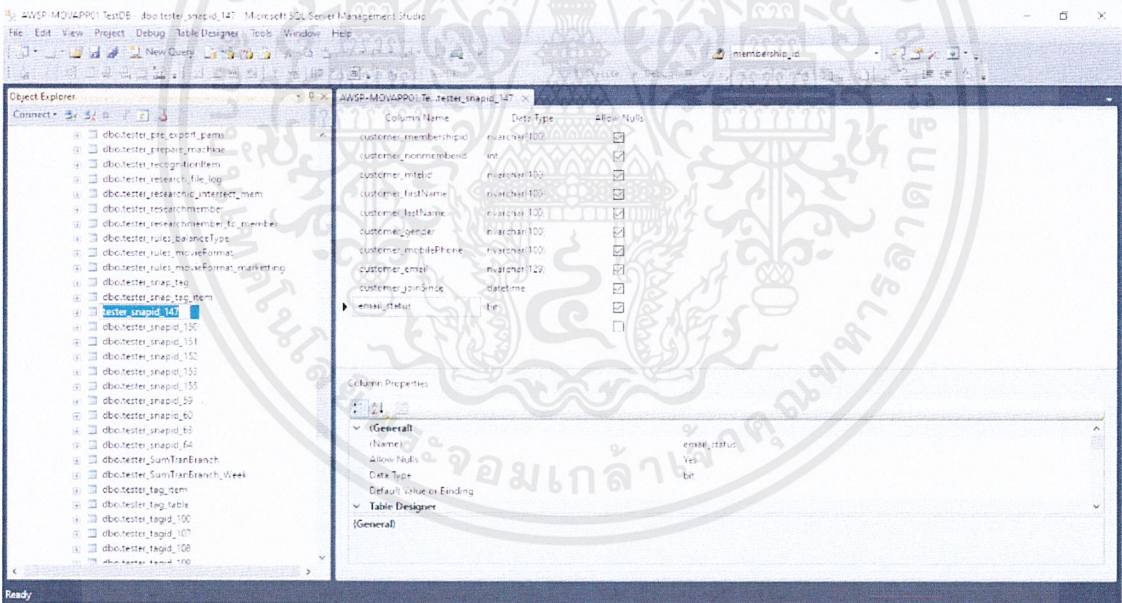 AWSP-MOVAPP01.TestDB - dbo.tester_snapid_147 - Microsoft SQL Server Management Studio
File Edit View Project Debug Table Designer Tools Window Help
New Query
membership_id
Execute Debug
Object Explorer
Connect
dbo.tester_pre_export_pams
dbo.tester_prepare_machine
dbo.tester_recognitionItem
dbo.tester_research_file_log
dbo.tester_researchid_intersect_mem
dbo.tester_researchmember
dbo.tester_researchmember_to_member
dbo.tester_rules_balanceType
dbo.tester_rules_movieFormat
dbo.tester_rules_movieFormat_marketting
dbo.tester_snap_tag
dbo.tester_snap_tag_item
tester_snapid_147
dbo.tester_snapid_150
dbo.tester_snapid_151
dbo.tester_snapid_152
dbo.tester_snapid_153
dbo.tester_snapid_155
dbo.tester_snapid_59
dbo.tester_snapid_60
dbo.tester_snapid_63
dbo.tester_snapid_64
dbo.tester_SumTranBranch
dbo.tester_SumTranBranch_Week
dbo.tester_tag_item
dbo.tester_tag_table
dbo.tester_tagid_100
dbo.tester_tagid_107
dbo.tester_tagid_108
dbo.tester_tagid_109
AWSP-MOVAPP01.Te...tester_snapid_147
Column Name Data Type Allow Nulls
customer_membershipid nvarchar(100)
customer_nonmemberid int
customer_mtelid nvarchar(100)
customer_firstName nvarchar(100)
customer_lastName nvarchar(100)
customer_gender nvarchar(100)
customer_mobilePhone nvarchar(100)
customer_email nvarchar(120)
customer_joinSince datetime
email_status bit
Column Properties
(General)
(Name) email_status
Allow Nulls Yes
Data Type bit
Default Value or Binding
Table Designer
(General)
Ready